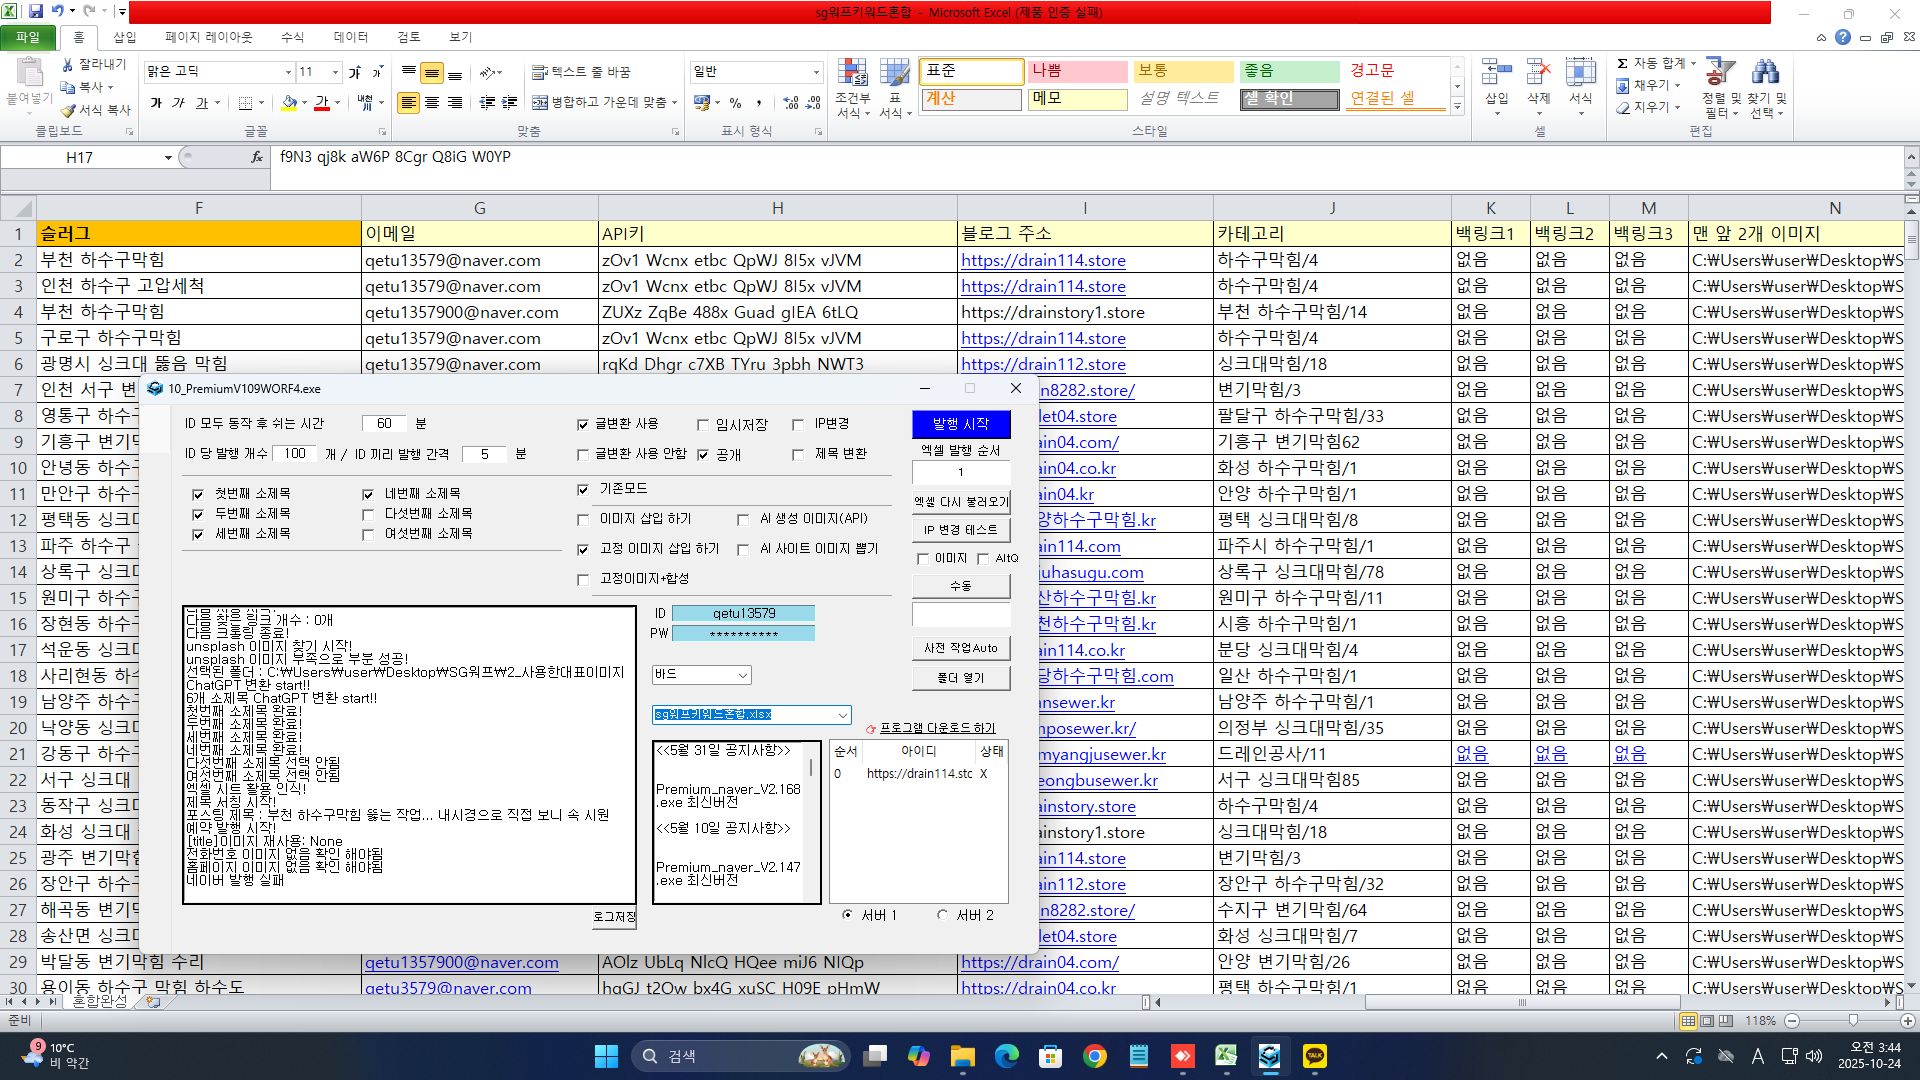 sg워프키워드혼합 - Microsoft Excel (제품 인증 실패)
파일 홈 삽입 페이지 레이아웃 수식 데이터 검토 보기
붙여넣기 잘라내기 복사 서식 복사 클립보드
맑은 고딕 11 가 가 가 내천 글꼴
텍스트 줄 바꿈 병합하고 가운데 맞춤 맞춤
일반 % 표시 형식
조건부 서식 표 서식
표준 나쁨 보통 좋음 경고문
계산 메모 설명 텍스트 셀 확인 연결된 셀
스타일
삽입 삭제 서식 셀
자동 합계 채우기 지우기 정렬 및 필터 찾기 및 선택 편집
H17 fx f9N3 qj8k aW6P 8Cgr Q8iG W0YP
F G H I J K L M N
1 슬러그 이메일 API키 블로그 주소 카테고리 백링크1 백링크2 백링크3 맨 앞 2개 이미지
2 부천 하수구막힘 qetu13579@naver.com zOv1 Wcnx etbc QpWJ 8I5x vJVM https://drain114.store 하수구막힘/4 없음 없음 없음 C:₩Users₩user₩Desktop₩S
3 인천 하수구 고압세척 qetu13579@naver.com zOv1 Wcnx etbc QpWJ 8I5x vJVM https://drain114.store 하수구막힘/4 없음 없음 없음 C:₩Users₩user₩Desktop₩S
4 부천 하수구막힘 qetu1357900@naver.com ZUXz ZqBe 488x Guad glEA 6tLQ https://drainstory1.store 부천 하수구막힘/14 없음 없음 없음 C:₩Users₩user₩Desktop₩S
5 구로구 하수구막힘 qetu13579@naver.com zOv1 Wcnx etbc QpWJ 8I5x vJVM https://drain114.store 하수구막힘/4 없음 없음 없음 C:₩Users₩user₩Desktop₩S
6 광명시 싱크대 뚫음 막힘 qetu13579@naver.com rqKd Dhgr c7XB TYru 3pbh NWT3 https://drain112.store 싱크대막힘/18 없음 없음 없음 C:₩Users₩user₩Desktop₩S
7 인천 서구 변 n8282.store/ 변기막힘/3 없음 없음 없음 C:₩Users₩user₩Desktop₩S
8 영통구 하수 let04.store 팔달구 하수구막힘/33 없음 없음 없음 C:₩Users₩user₩Desktop₩S
9 기흥구 변기 ain04.com/ 기흥구 변기막힘62 없음 없음 없음 C:₩Users₩user₩Desktop₩S
10 안녕동 하수 ain04.co.kr 화성 하수구막힘/1 없음 없음 없음 C:₩Users₩user₩Desktop₩S
11 만안구 하수 ain04.kr 안양 하수구막힘/1 없음 없음 없음 C:₩Users₩user₩Desktop₩S
12 평택동 싱크 양하수구막힘.kr 평택 싱크대막힘/8 없음 없음 없음 C:₩Users₩user₩Desktop₩S
13 파주 하수구 ain114.com 파주시 하수구막힘/1 없음 없음 없음 C:₩Users₩user₩Desktop₩S
14 상록구 싱크 juhasugu.com 상록구 싱크대막힘/78 없음 없음 없음 C:₩Users₩user₩Desktop₩S
15 원미구 하수 산하수구막힘.kr 원미구 하수구막힘/11 없음 없음 없음 C:₩Users₩user₩Desktop₩S
16 장현동 하수 천하수구막힘.kr 시흥 하수구막힘/1 없음 없음 없음 C:₩Users₩user₩Desktop₩S
17 석운동 싱크 ain114.co.kr 분당 싱크대막힘/4 없음 없음 없음 C:₩Users₩user₩Desktop₩S
18 사리현동 하 당하수구막힘.com 일산 하수구막힘/1 없음 없음 없음 C:₩Users₩user₩Desktop₩S
19 남양주 하수 ansewer.kr 남양주 하수구막힘/1 없음 없음 없음 C:₩Users₩user₩Desktop₩S
20 낙양동 싱크 mposewer.kr/ 의정부 싱크대막힘/35 없음 없음 없음 C:₩Users₩user₩Desktop₩S
21 강동구 하수 myangjusewer.kr 드레인공사/11 없음 없음 없음 C:₩Users₩user₩Desktop₩S
22 서구 싱크대 eongbusewer.kr 서구 싱크대막힘85 없음 없음 없음 C:₩Users₩user₩Desktop₩S
23 동작구 싱크 ainstory.store 하수구막힘/4 없음 없음 없음 C:₩Users₩user₩Desktop₩S
24 화성 싱크대 ainstory1.store 싱크대막힘/18 없음 없음 없음 C:₩Users₩user₩Desktop₩S
25 광주 변기막 ain114.store 변기막힘/3 없음 없음 없음 C:₩Users₩user₩Desktop₩S
26 장안구 하수 ain112.store 장안구 하수구막힘/32 없음 없음 없음 C:₩Users₩user₩Desktop₩S
27 해곡동 변기 n8282.store/ 수지구 변기막힘/64 없음 없음 없음 C:₩Users₩user₩Desktop₩S
28 송산면 싱크 let04.store 화성 싱크대막힘/7 없음 없음 없음 C:₩Users₩user₩Desktop₩S
29 박달동 변기막힘 수리 qetu1357900@naver.com AOlz UbLq NlcQ HQee miJ6 NIQp https://drain04.com/ 안양 변기막힘/26 없음 없음 없음 C:₩Users₩user₩Desktop₩S
30 용이동 하수구 막힘 하수도 qetu3579@naver.com hgGJ t2Ow bx4G xuSC H09E pHmW https://drain04.co.kr 평택 하수구막힘/1 없음 없음 없음 C:₩Users₩user₩Desktop₩S
10_PremiumV109WORF4.exe
ID 모두 동작 후 쉬는 시간 60 분
ID 당 발행 개수 100 개 / ID 끼리 발행 간격 5 분
글변환 사용 임시저장 IP변경
글변환 사용 안함 공개 제목 변환
발행 시작
엑셀 발행 순서
1
엑셀 다시 불러오기
IP 변경 테스트
이미지 AltQ
수동
사전 작업Auto
폴더 열기
첫번째 소제목 네번째 소제목
두번째 소제목 다섯번째 소제목
세번째 소제목 여섯번째 소제목
기존모드
이미지 삽입 하기 AI 생성 이미지(API)
고정 이미지 삽입 하기 AI 사이트 이미지 뽑기
고정이미지+합성
다음 찾은 링크 개수 : 0개
다음 크롤링 종료!
unsplash 이미지 찾기 시작!
unsplash 이미지 부족으로 부분 성공!
선택된 폴더 : C:₩Users₩user₩Desktop₩SG워프₩2_사용한대표이미지
ChatGPT 변환 start!!
6개 소제목 ChatGPT 변환 start!!
첫번째 소제목 완료!
두번째 소제목 완료!
세번째 소제목 완료!
네번째 소제목 완료!
다섯번째 소제목 선택 안됨
여섯번째 소제목 선택 안됨
엑셀 시트 활용 인식!
제목 서칭 시작!
포스팅 제목 : 부천 하수구막힘 뚫는 작업... 내시경으로 직접 보니 속 시원
예약 발행 시작!
[title]이미지 재사용: None
전화번호 이미지 없음 확인 해야됨
홈페이지 이미지 없음 확인 해야됨
네이버 발행 실패
로그저장
ID qetu13579
PW **********
바드
sg워프키워드혼합.xlsx
프로그램 다운로드 하기
<<5월 31일 공지사항>>
Premium_naver_V2.168
.exe 최신버전
<<5월 10일 공지사항>>
Premium_naver_V2.147
.exe 최신버전
순서 아이디 상태
0 https://drain114.stc X
서버 1 서버 2
혼합완성
준비 118%
9 10°C
비 약간
검색
TALK
A
오전 3:44
2025-10-24